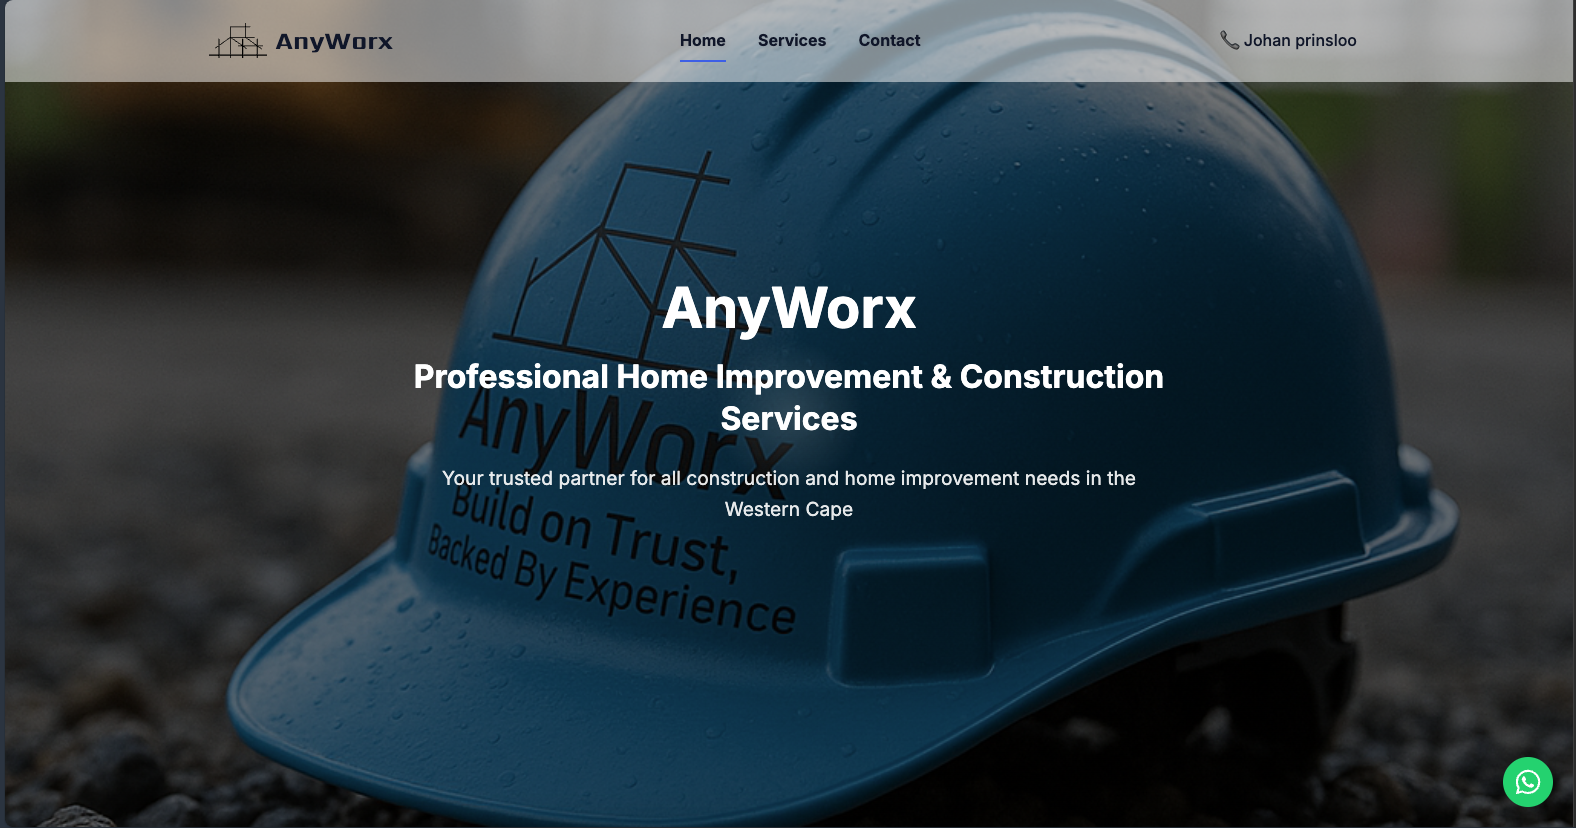 AnyWorx
Home
Services
Contact
Johan prinsloo
AnyWorx
Professional Home Improvement & Construction
Services
Your trusted partner for all construction and home improvement needs in the
Western Cape
AnyWorx
Build on Trust,
Backed By Experience